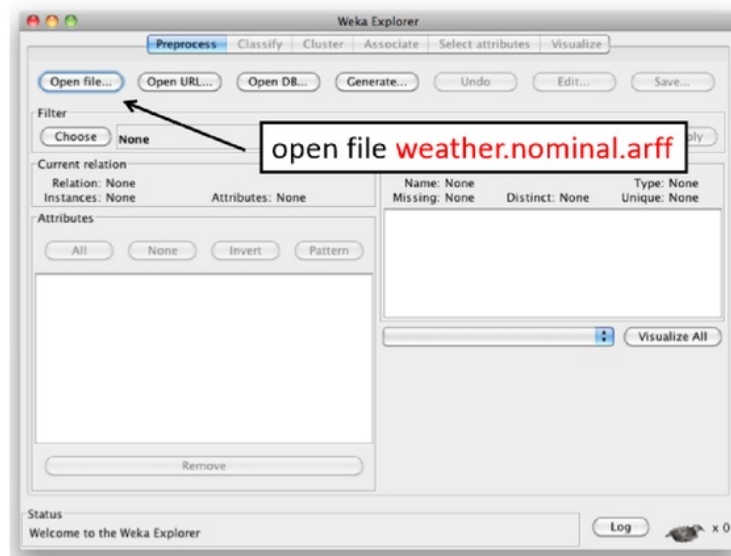 Weka Explorer
Preprocess Classify Cluster Associate Select attributes Visualize
Open file... Open URL... Open DB... Generate... Undo Edit... Save...
Filter
Choose None
open file weather.nominal.arff
Current relation
Relation: None
Instances: None Attributes: None
Name: None Type: None
Missing: None Distinct: None Unique: None
Attributes
All None Invert Pattern
Visualize All
Remove
Status
Welcome to the Weka Explorer
Log x 0